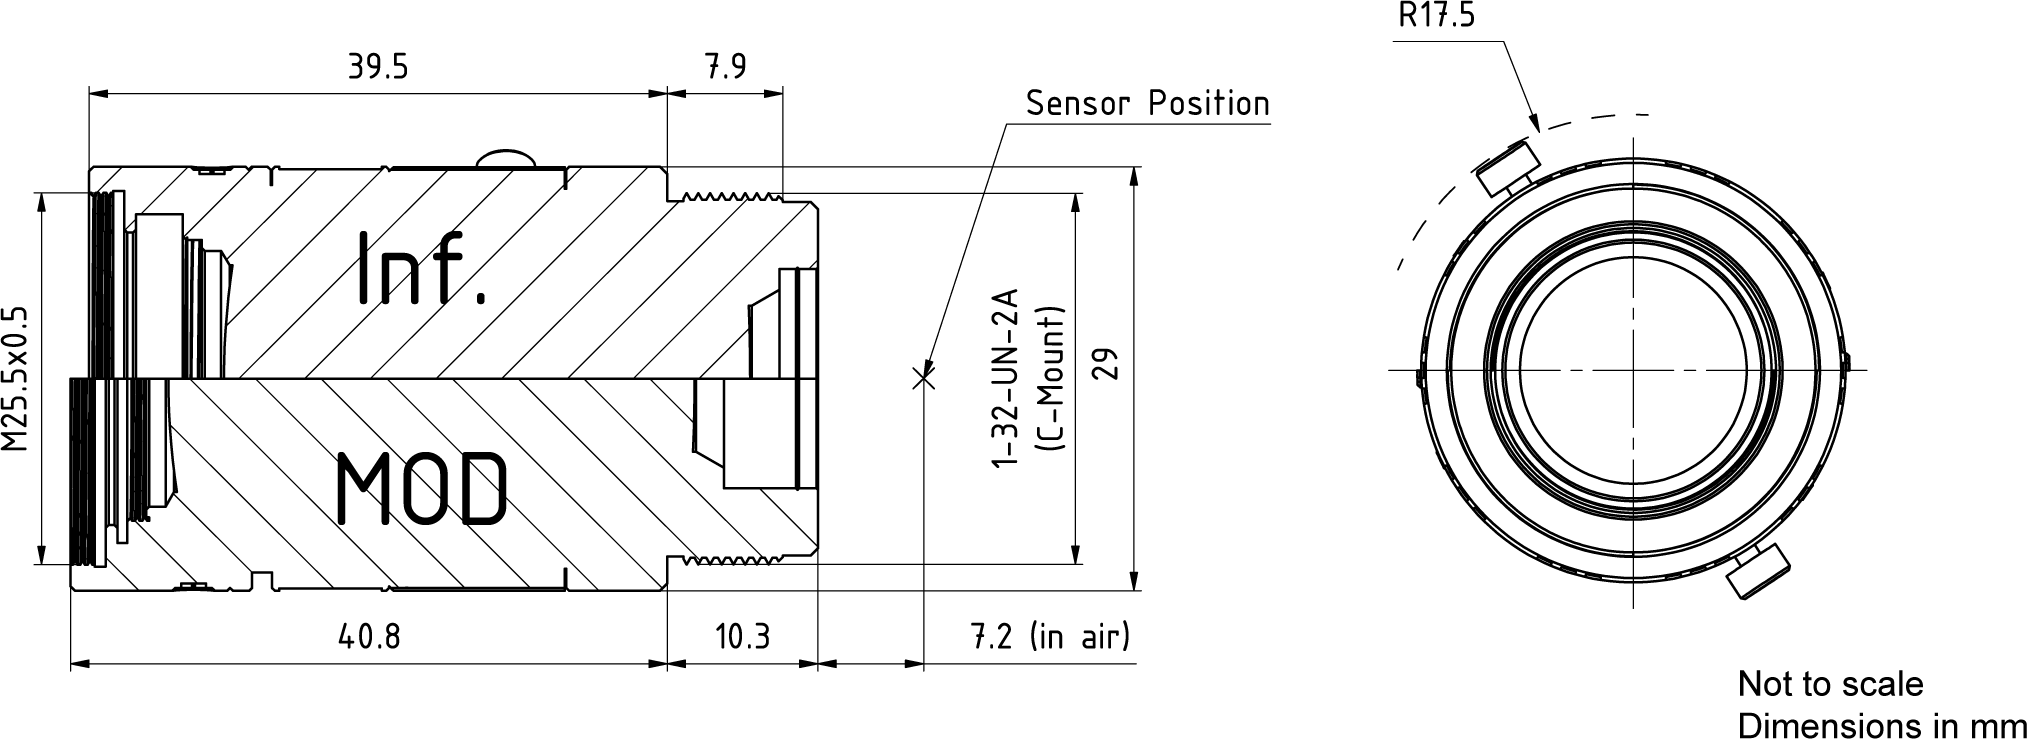 R17.5
39.5
7.9
Sensor Position
Inf.
M25.5x0.5
1-32-UN-2A
(C-Mount)
29
MOD
40.8
10.3
7.2 (in air)
Not to scale
Dimensions in mm